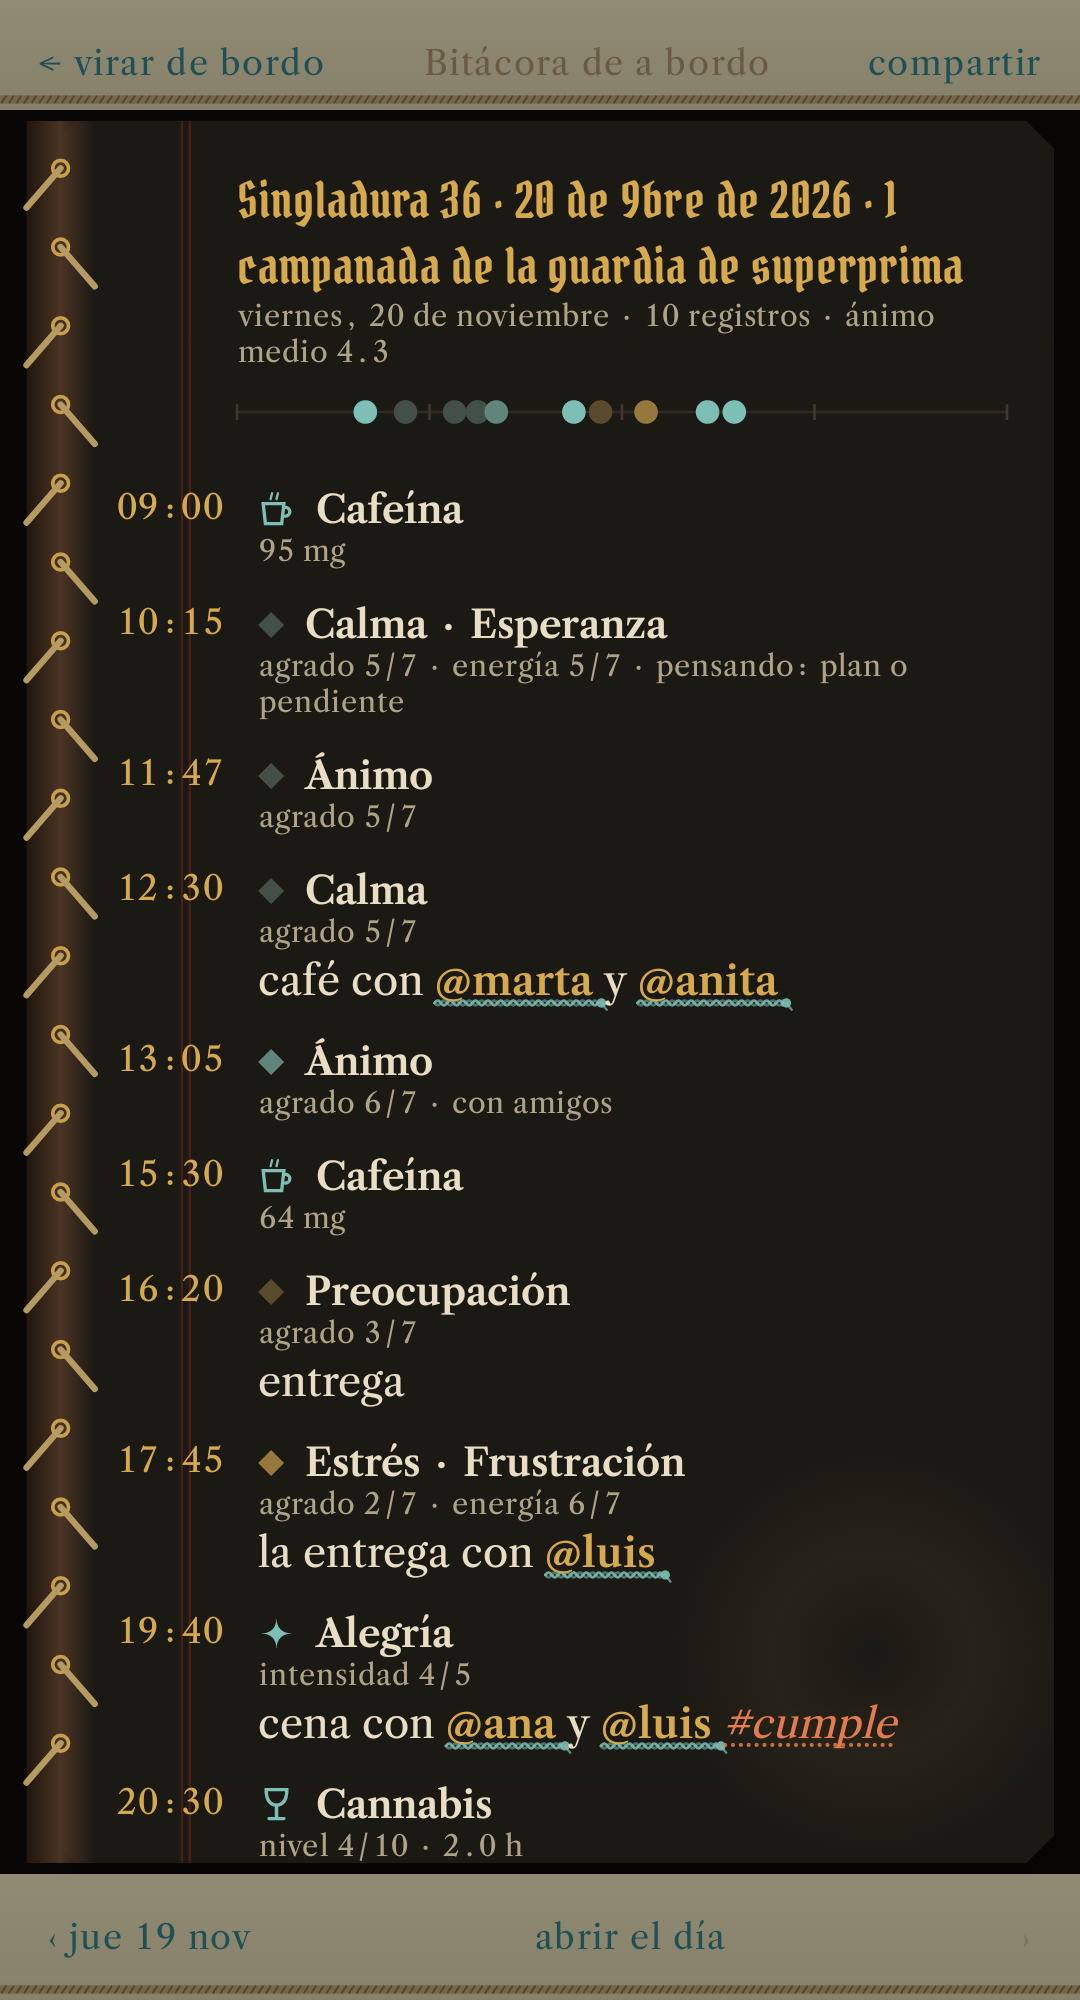 ← virar de bordo
Bitácora de a bordo
compartir
Singladura 36 · 20 de 9bre de 2026 · 1
campanada de la guardia de superprima
viernes, 20 de noviembre · 10 registros · ánimo
medio 4.3
09:00 Cafeína
95 mg
10:15 Calma · Esperanza
agrado 5/7 · energía 5/7 · pensando: plan o
pendiente
11:47 Ánimo
agrado 5/7
12:30 Calma
agrado 5/7
café con @marta y @anita
13:05 Ánimo
agrado 6/7 · con amigos
15:30 Cafeína
64 mg
16:20 Preocupación
agrado 3/7
entrega
17:45 Estrés · Frustración
agrado 2/7 · energía 6/7
la entrega con @luis
19:40 Alegría
intensidad 4/5
cena con @ana y @luis #cumple
20:30 Cannabis
nivel 4/10 · 2.0 h
‹ jue 19 nov
abrir el día
›